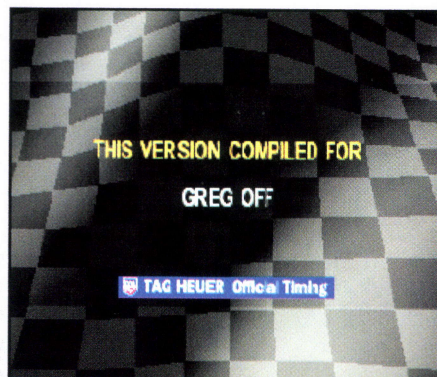 THIS VERSION COMPILED FOR
GREG OFF
TAG HEUER Official Timing